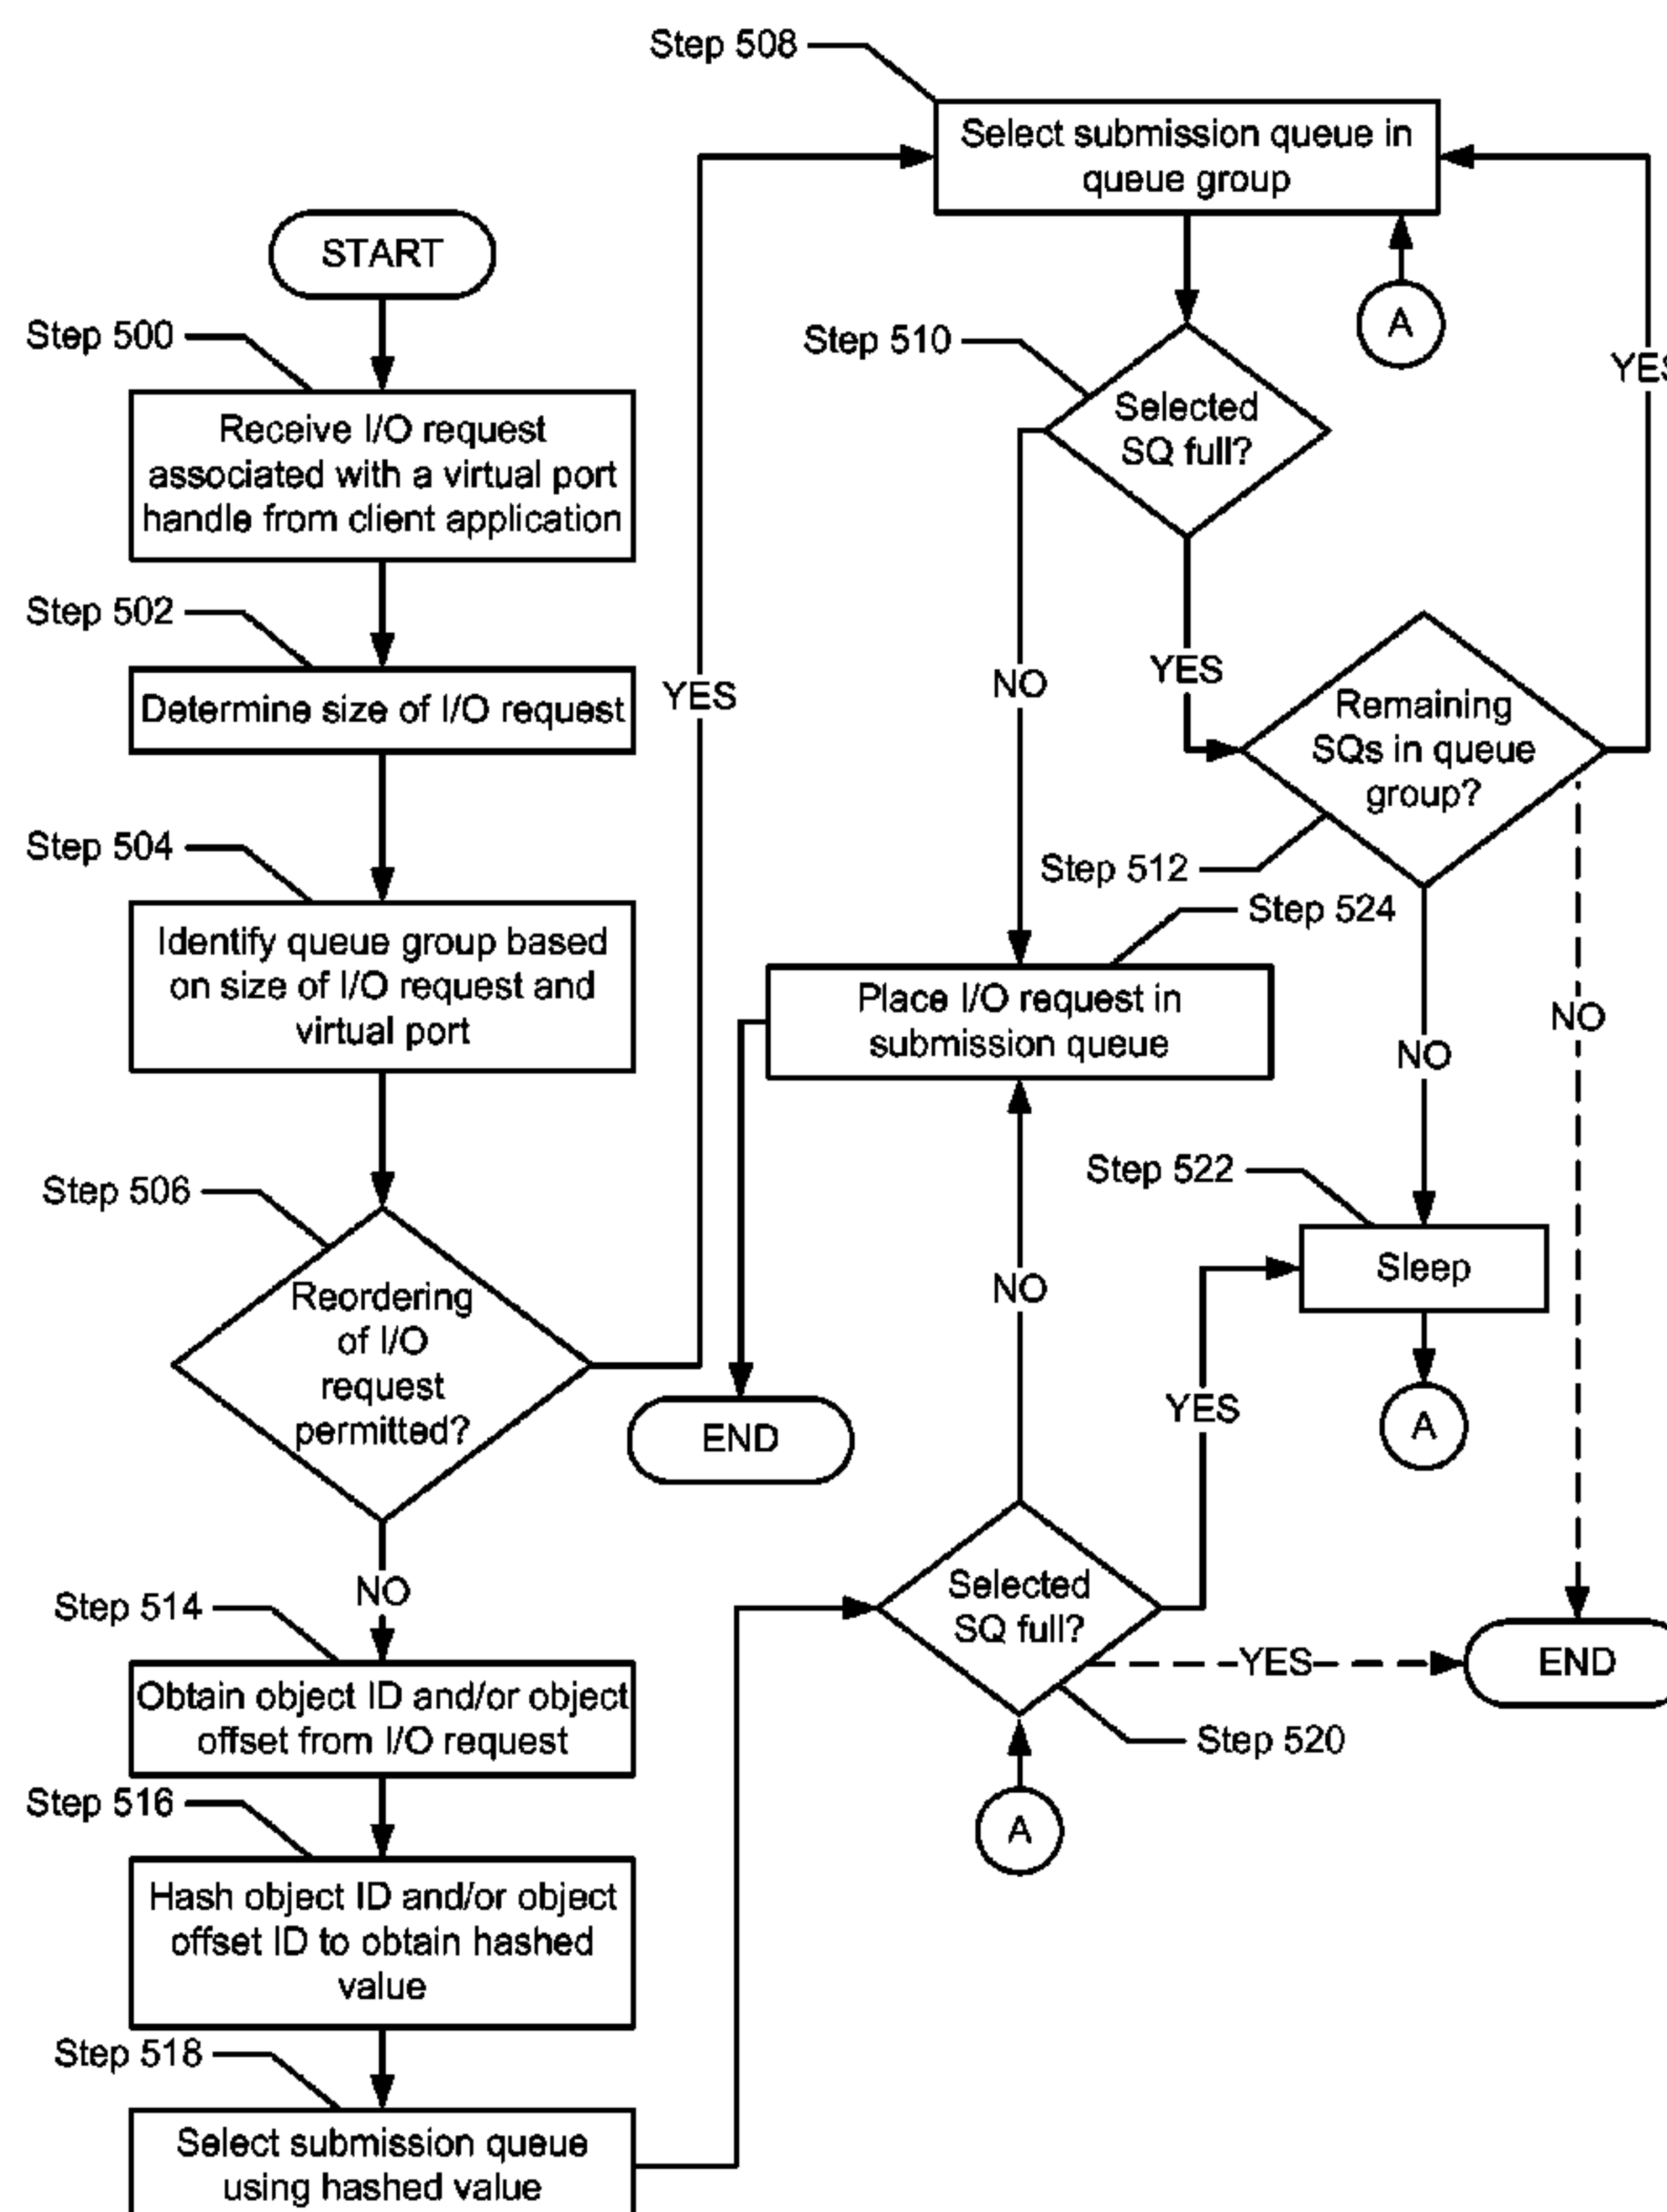 Step 508
Select submission queue in
queue group
START
A
Step 500
Step 510
YES
Receive I/O request
associated with a virtual port
handle from client application
Selected
SQ full?
Step 502
Determine size of I/O request
YES
NO
YES
Remaining
SQs in queue
group?
Step 504
Step 512
Step 524
Identify queue group based
on size of I/O request and
virtual port
Place I/O request in
submission queue
NO
NO
Step 506
Step 522
Reordering
of I/O
request
permitted?
NO
Sleep
YES
A
END
NO
Step 514
Selected
SQ full?
YES
END
Obtain object ID and/or object
offset from I/O request
Step 520
Step 516
A
Hash object ID and/or object
offset ID to obtain hashed
value
Step 518
Select submission queue
using hashed value